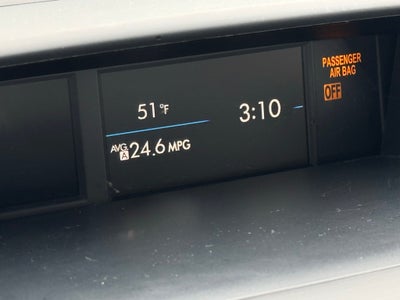 51 °F 3:10
AVG
A 24.6 MPG
PASSENGER
AIR BAG
OFF